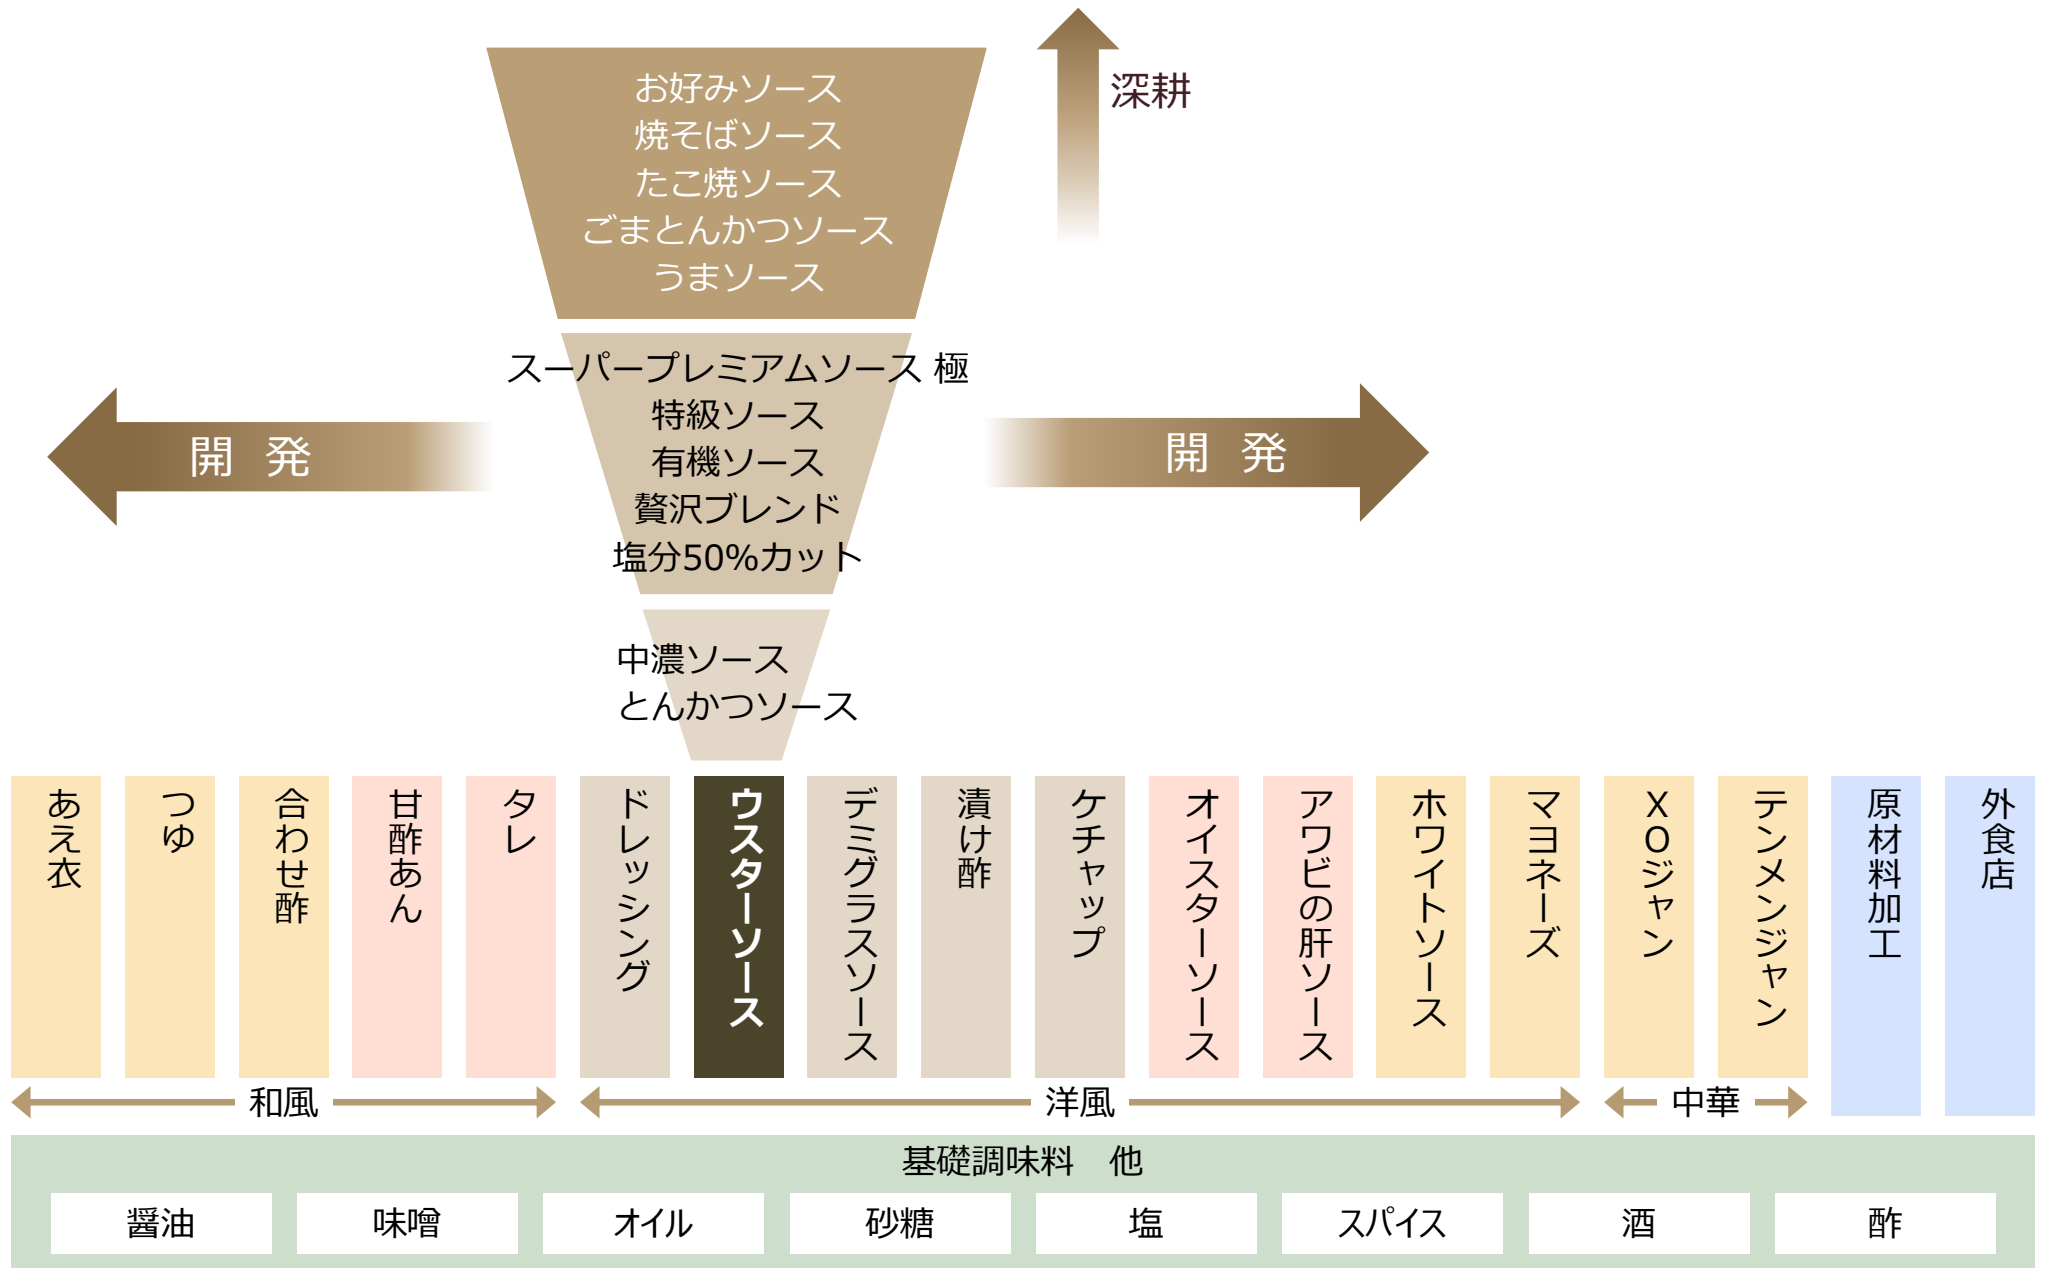 お好みソース
焼そばソース
たこ焼ソース
ごまとんかつソース
うまソース
深耕
スーパープレミアムソース 極
特級ソース
有機ソース
贅沢ブレンド
塩分50%カット
開 発
開 発
中濃ソース
とんかつソース
あえ衣
つゆ
合わせ酢
甘酢あん
タレ
ドレッシング
ウスターソース
デミグラスソース
漬け酢
ケチャップ
オイスターソース
アワビの肝ソース
ホワイトソース
マヨネーズ
XOジャン
テンメンジャン
原材料加工
外食店
和風
洋風
中華
基礎調味料　他
醤油
味噌
オイル
砂糖
塩
スパイス
酒
酢